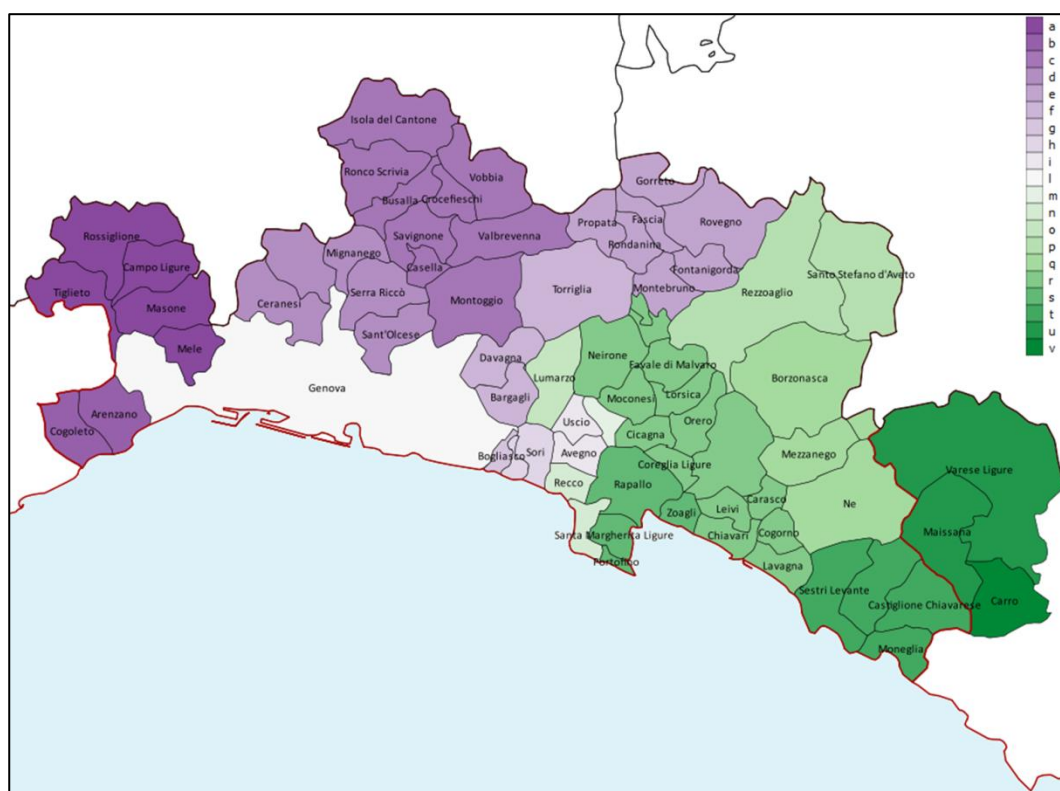 a
b
c
d
e
f
g
h
i
l
m
n
o
p
q
r
s
t
u
v
Isola del Cantone
Ronco Scrivia
Vobbia
Busalla
Crocefieschi
Gorreto
Rossiglione
Propata
Fascia
Rovegno
Savignone
Valbrevenna
Mignanego
Rondanina
Campo Ligure
Casella
Fontanigorda
Santo Stefano d'Aveto
Tiglieto
Serra Riccò
Torriglia
Montebruno
Rezzoaglio
Ceranesi
Montoggio
Masone
Sant'Olcese
Mele
Davagna
Neirone
Favale di Malvaro
Lumarzo
Borzonasca
Genova
Bargagli
Moconesi
Lorsica
Arenzano
Uscio
Orero
Cogoleto
Cicagna
Bogliasco
Sori
Avegno
Mezzanego
Coreglia Ligure
Varese Ligure
Recco
Rapallo
Carasco
Ne
Zoagli
Leivi
Santa Margherita Ligure
Chiavari
Cogorno
Maissana
Portofino
Lavagna
Sestri Levante
Castiglione Chiavarese
Carro
Moneglia